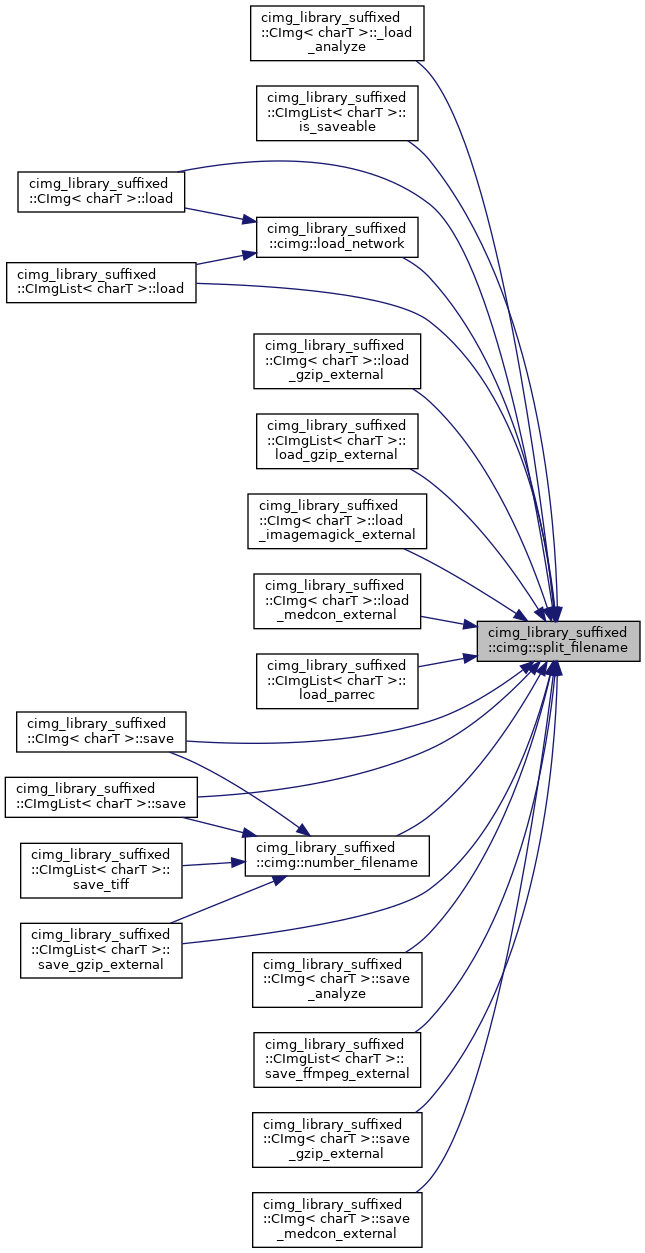 cimg_library_suffixed
::CImg< charT >::_load
_analyze
cimg_library_suffixed
::CImgList< charT >::
is_saveable
cimg_library_suffixed
::CImg< charT >::load
cimg_library_suffixed
::cimg::load_network
cimg_library_suffixed
::CImgList< charT >::load
cimg_library_suffixed
::CImg< charT >::load
_gzip_external
cimg_library_suffixed
::CImgList< charT >::
load_gzip_external
cimg_library_suffixed
::CImg< charT >::load
_imagemagick_external
cimg_library_suffixed
::CImg< charT >::load
_medcon_external
cimg_library_suffixed
::cimg::split_filename
cimg_library_suffixed
::CImgList< charT >::
load_parrec
cimg_library_suffixed
::CImg< charT >::save
cimg_library_suffixed
::CImgList< charT >::save
cimg_library_suffixed
::cimg::number_filename
cimg_library_suffixed
::CImgList< charT >::
save_tiff
cimg_library_suffixed
::CImgList< charT >::
save_gzip_external
cimg_library_suffixed
::CImg< charT >::save
_analyze
cimg_library_suffixed
::CImgList< charT >::
save_ffmpeg_external
cimg_library_suffixed
::CImg< charT >::save
_gzip_external
cimg_library_suffixed
::CImg< charT >::save
_medcon_external